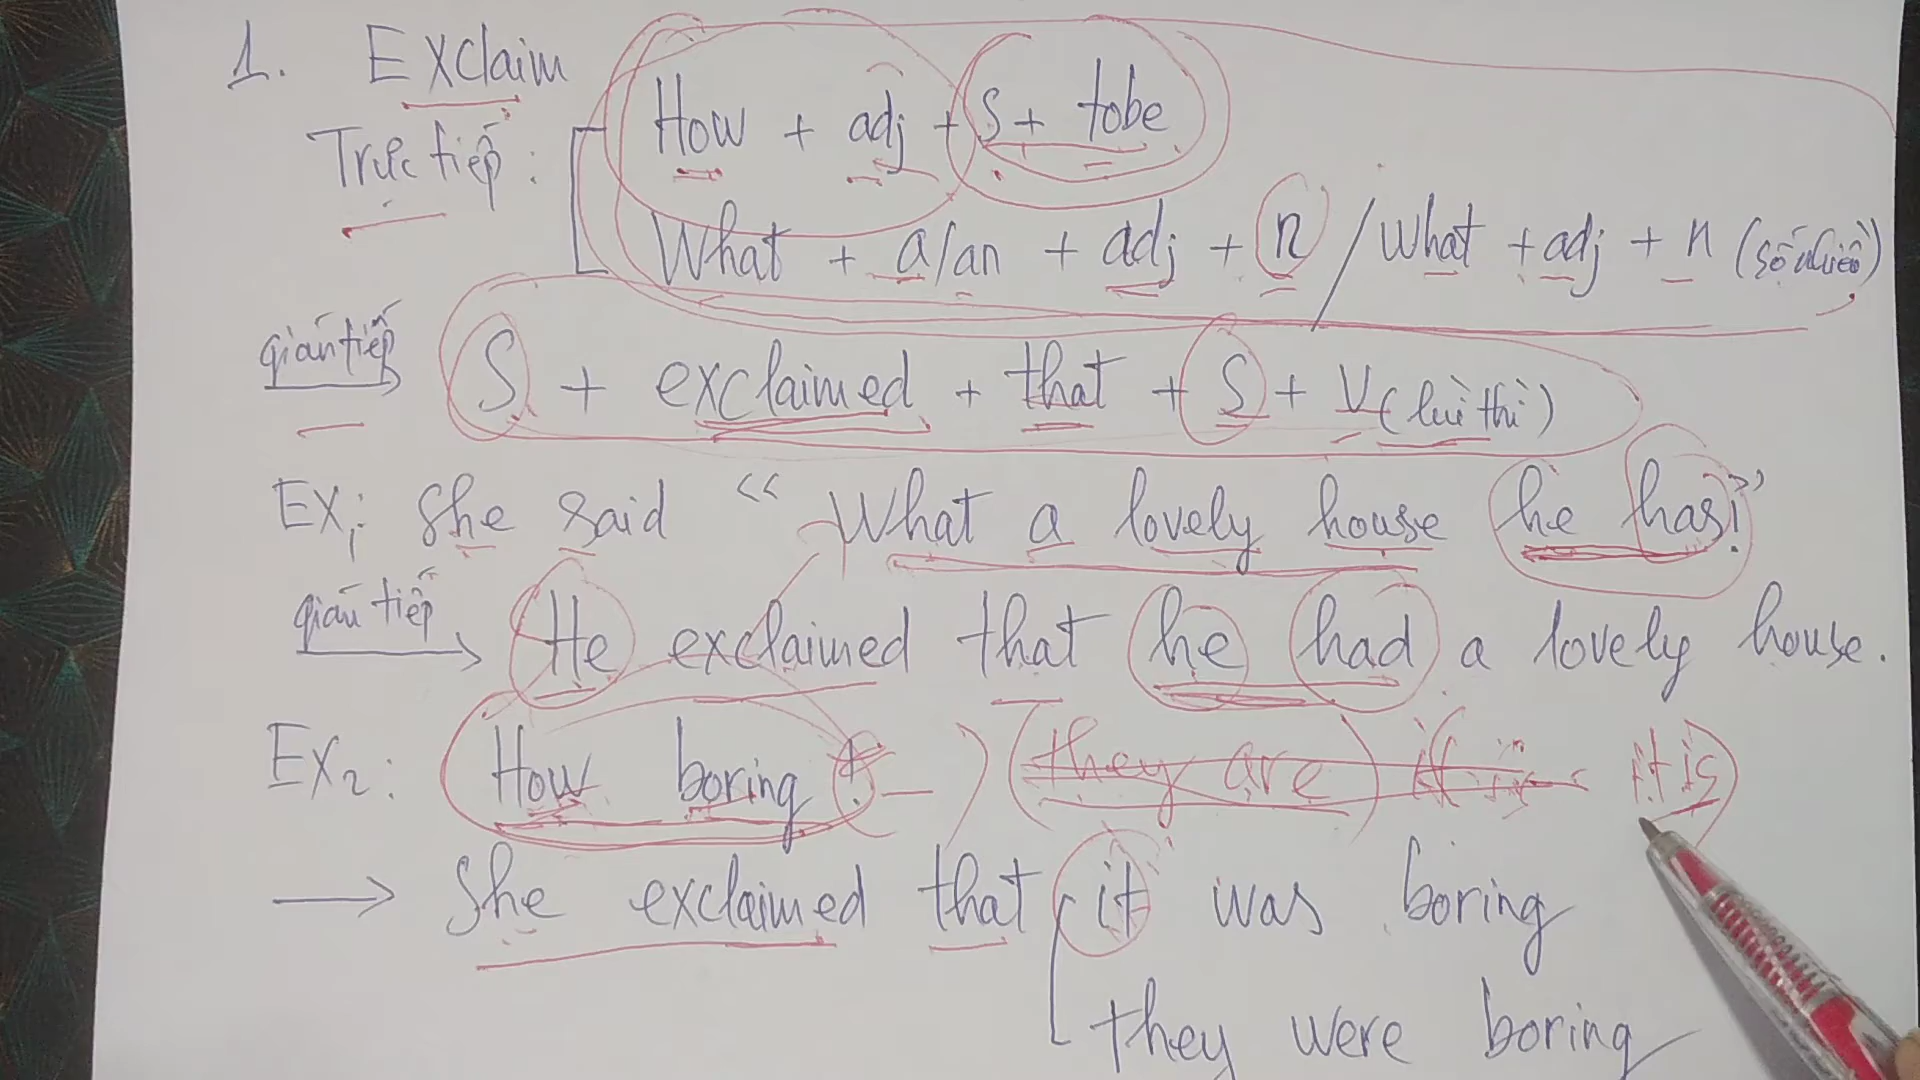 1. Exclaim
Trực tiếp : How + adj + S + tobe
What + a/an + adj + n / What + adj + n (số nhiều)
gián tiếp S + exclaimed + that + S + V (lùi thì)
Ex1: She said “What a lovely house he has!”
gián tiếp → He exclaimed that he had a lovely house.
Ex2: How boring ! they are it is it is
→ She exclaimed that it was boring
they were boring